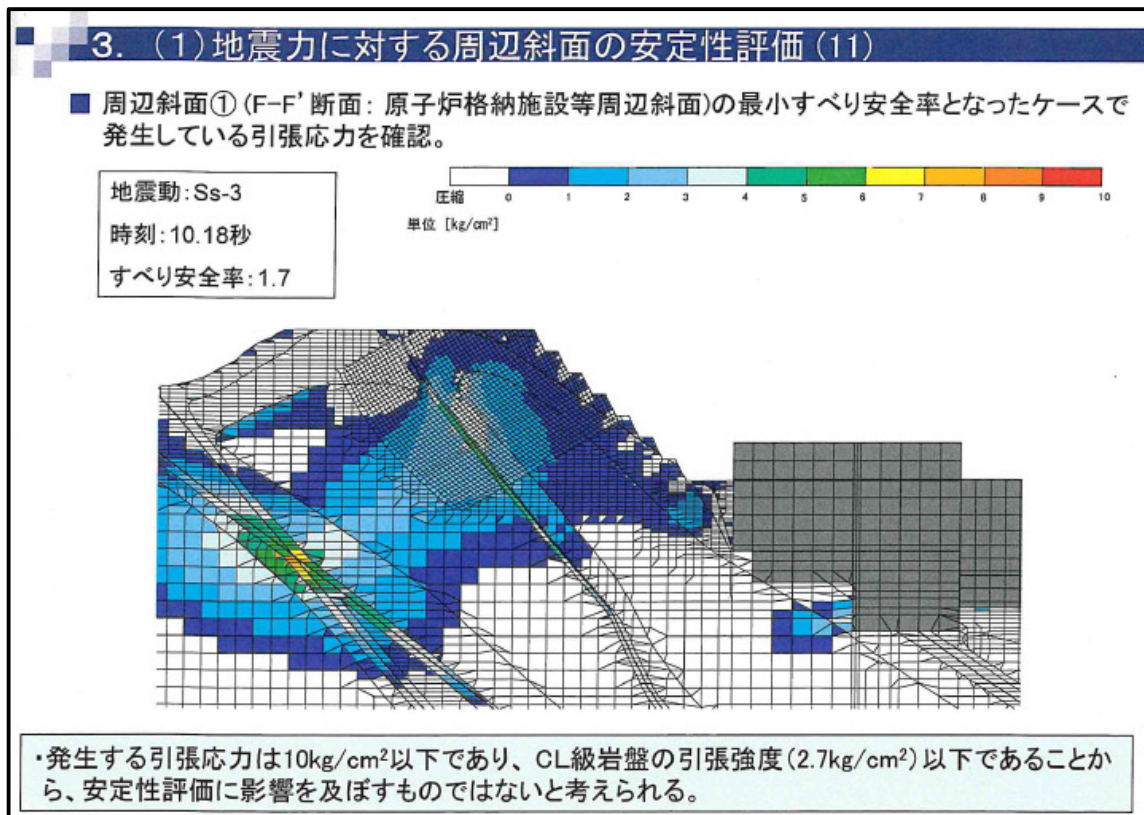 3. (1)地震力に対する周辺斜面の安定性評価(11)
■ 周辺斜面①(F-F'断面: 原子炉格納施設等周辺斜面)の最小すべり安全率となったケースで
発生している引張応力を確認。
地震動:Ss-3
時刻:10.18秒
すべり安全率:1.7
圧縮 0 1 2 3 4 5 6 7 8 9 10
単位 [kg/cm²]
・発生する引張応力は10kg/cm²以下であり、CL級岩盤の引張強度(2.7kg/cm²)以下であることか
ら、安定性評価に影響を及ぼすものではないと考えられる。